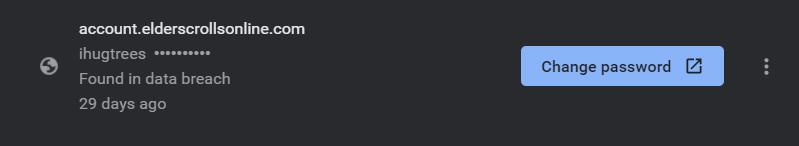 account.elderscrollsonline.com
ihugtrees ••••••••••
Found in data breach
29 days ago
Change password